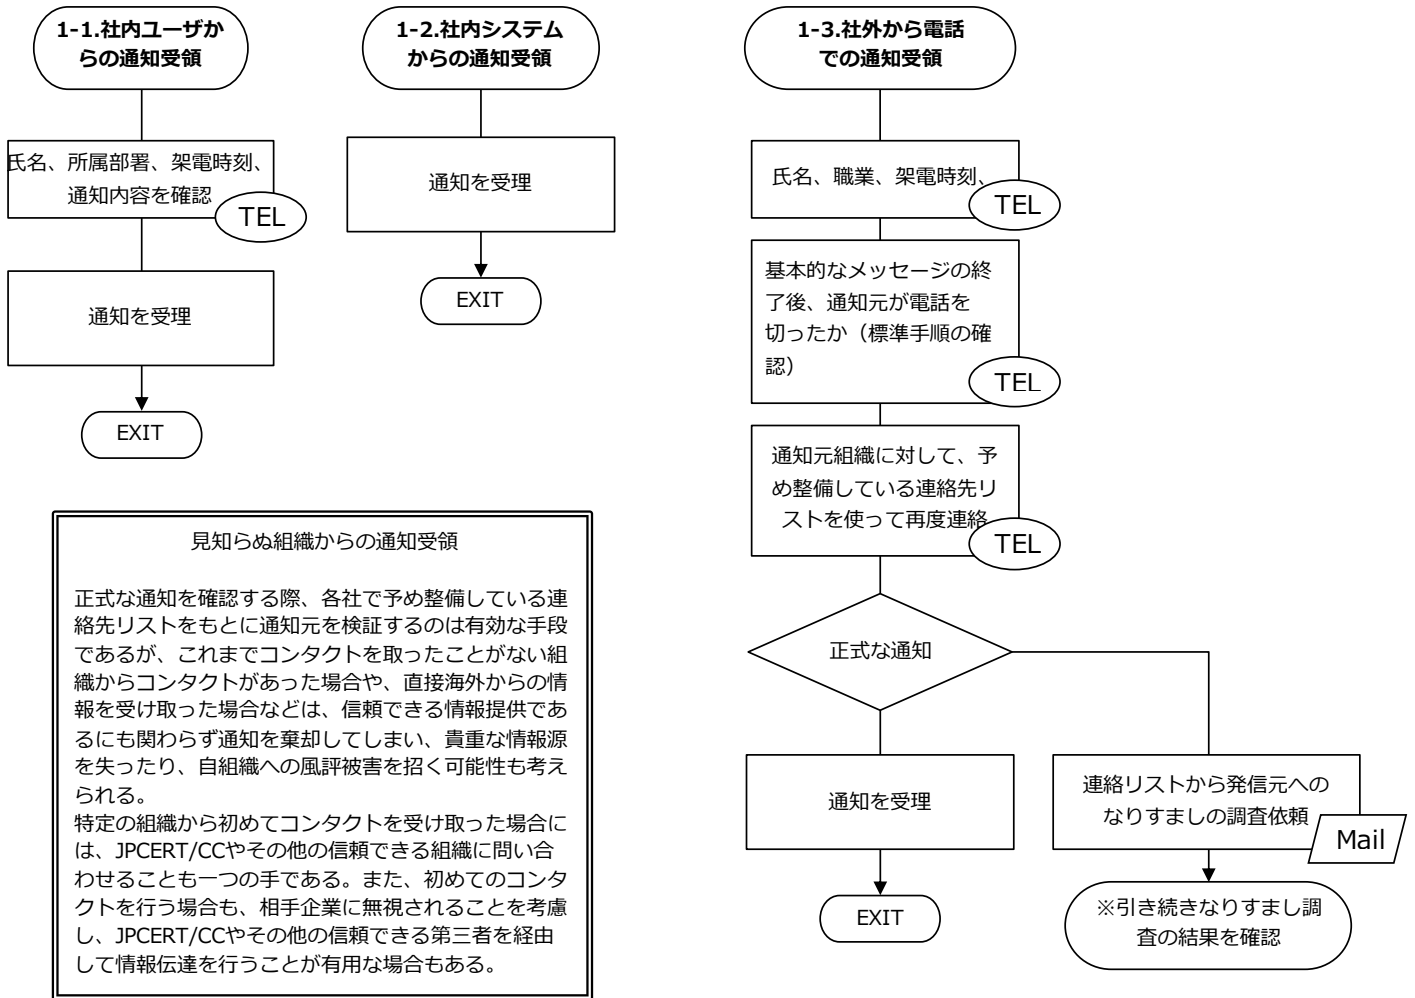 1-1.社内ユーザか
らの通知受領
氏名、所属部署、架電時刻、
通知内容を確認
TEL
通知を受理
EXIT
1-2.社内システム
からの通知受領
通知を受理
EXIT
1-3.社外から電話
での通知受領
氏名、職業、架電時刻、
TEL
基本的なメッセージの終
了後、通知元が電話を
切ったか（標準手順の確
認）
TEL
通知元組織に対して、予
め整備している連絡先リ
ストを使って再度連絡
TEL
正式な通知
通知を受理
EXIT
連絡リストから発信元への
なりすましの調査依頼
Mail
※引き続きなりすまし調
査の結果を確認
見知らぬ組織からの通知受領
正式な通知を確認する際、各社で予め整備している連
絡先リストをもとに通知元を検証するのは有効な手段
であるが、これまでコンタクトを取ったことがない組
織からコンタクトがあった場合や、直接海外からの情
報を受け取った場合などは、信頼できる情報提供であ
るにも関わらず通知を棄却してしまい、貴重な情報源
を失ったり、自組織への風評被害を招く可能性も考え
られる。
特定の組織から初めてコンタクトを受け取った場合に
は、JPCERT/CCやその他の信頼できる組織に問い合
わせることも一つの手である。また、初めてのコンタ
クトを行う場合も、相手企業に無視されることを考慮
し、JPCERT/CCやその他の信頼できる第三者を経由
して情報伝達を行うことが有用な場合もある。